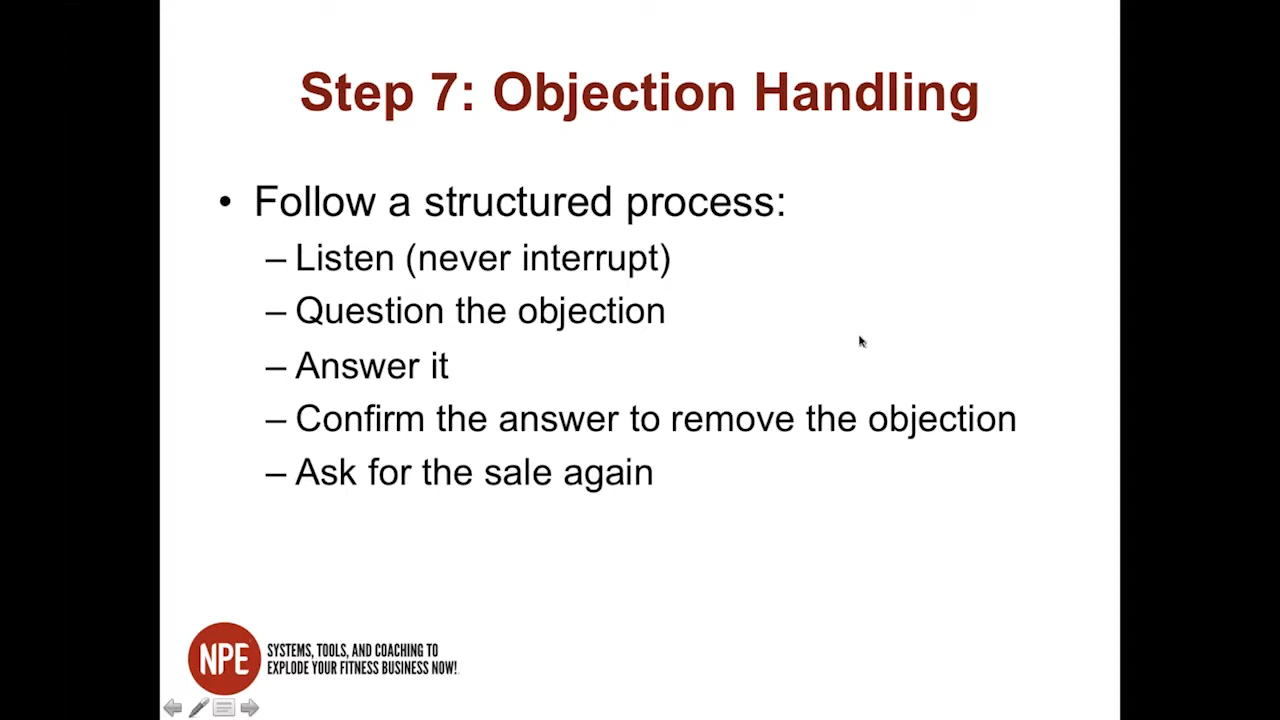 Step 7: Objection Handling
• Follow a structured process:
– Listen (never interrupt)
– Question the objection
– Answer it
– Confirm the answer to remove the objection
– Ask for the sale again
NPE
SYSTEMS, TOOLS, AND COACHING TO
EXPLODE YOUR FITNESS BUSINESS NOW!